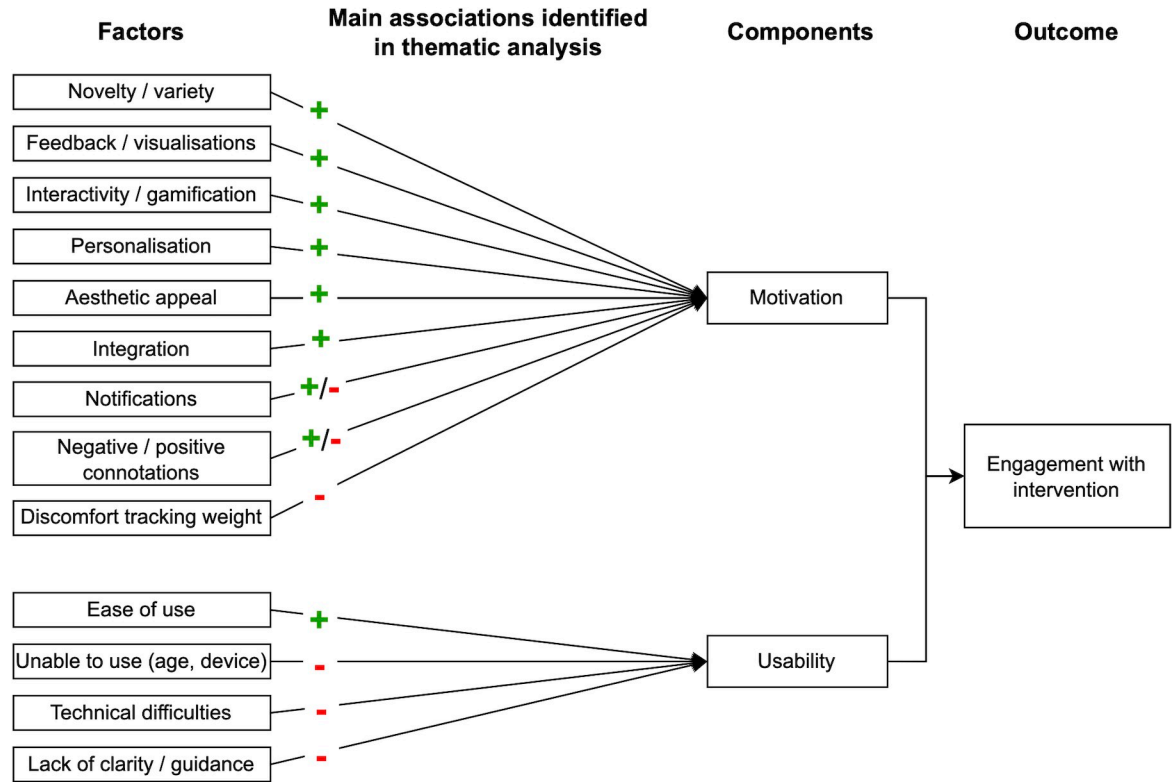 Factors
Main associations identified
in thematic analysis
Components
Outcome
Novelty / variety
+
Feedback / visualisations
+
Interactivity / gamification
+
Personalisation
+
Aesthetic appeal
+
Integration
+
Notifications
+/-
Negative / positive
connotations
+/-
Discomfort tracking weight
-
Motivation
Engagement with
intervention
Ease of use
+
Unable to use (age, device)
-
Technical difficulties
-
Lack of clarity / guidance
-
Usability